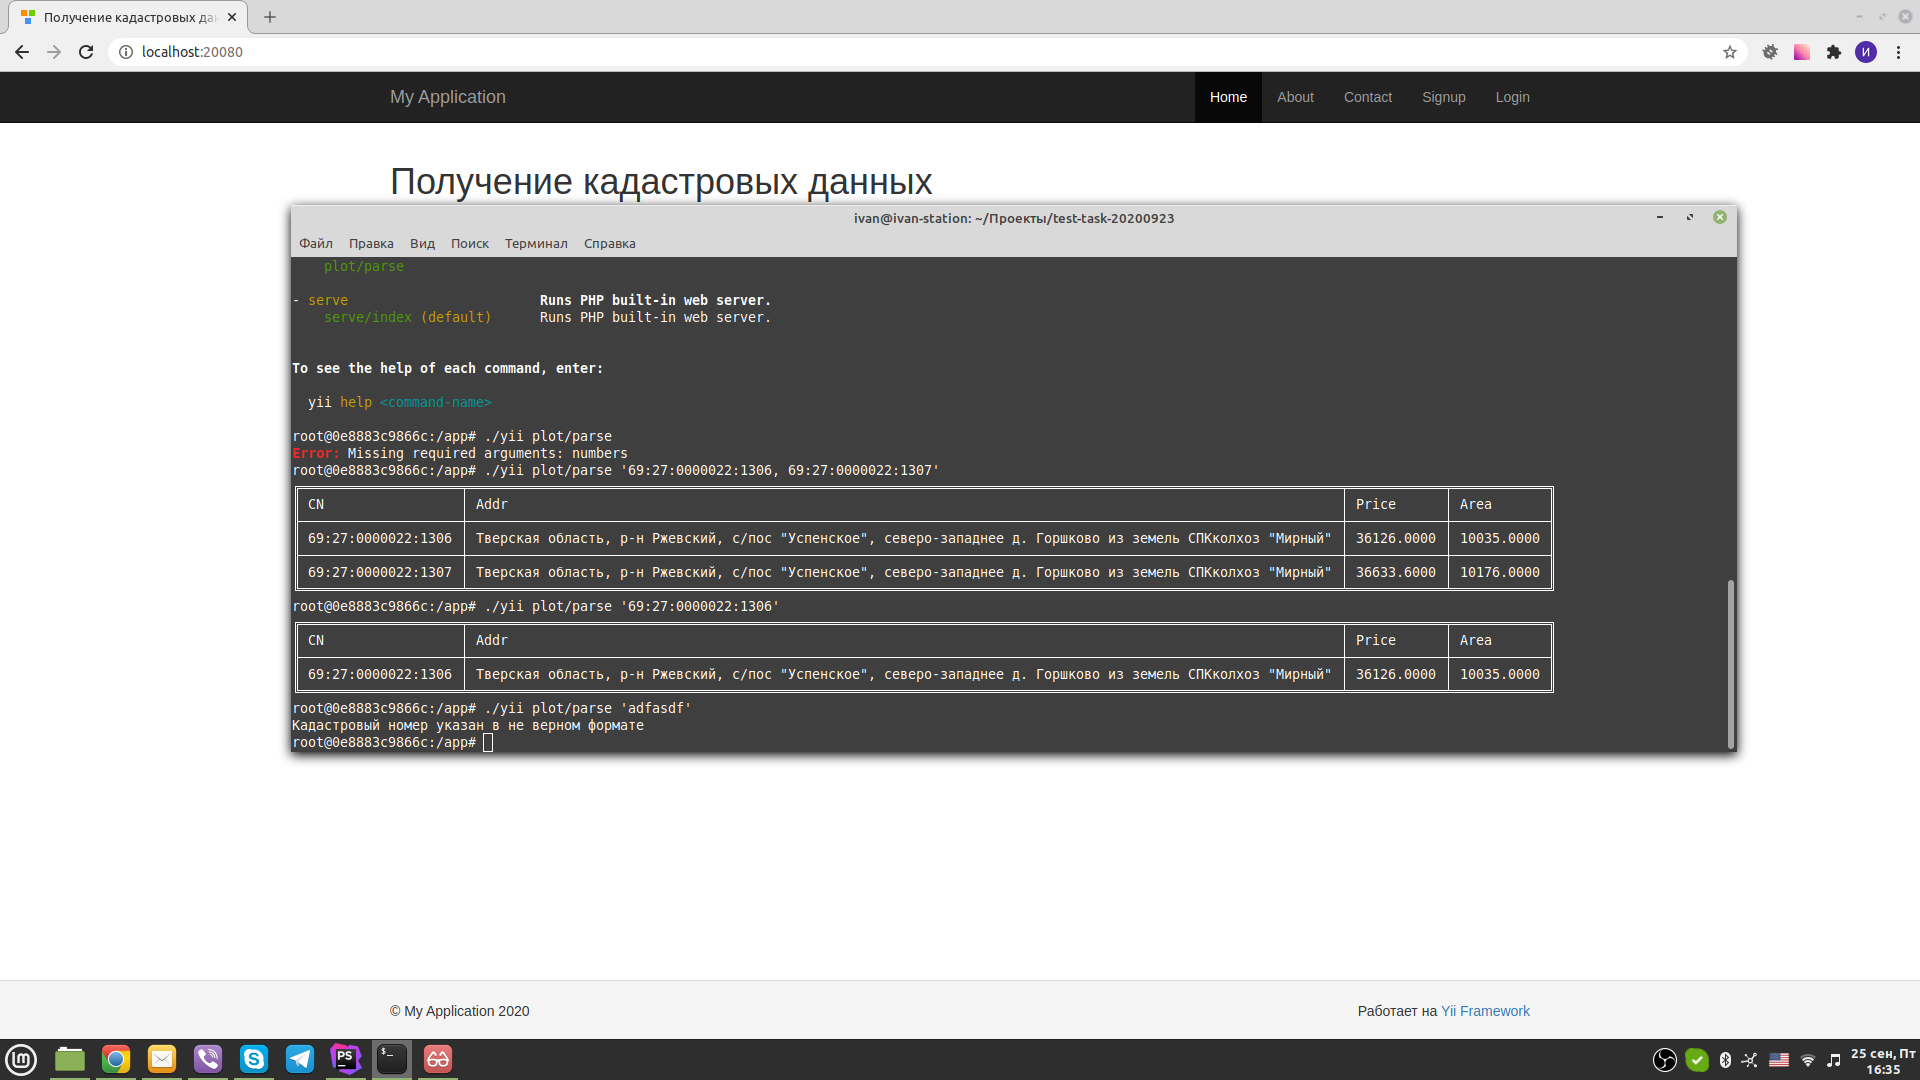 Получение кадастровых да
localhost:20080
И
My Application
Home
About
Contact
Signup
Login
Получение кадастровых данных
ivan@ivan-station: ~/Проекты/test-task-20200923
Файл Правка Вид Поиск Терминал Справка
plot/parse
- serve Runs PHP built-in web server.
serve/index (default) Runs PHP built-in web server.
To see the help of each command, enter:
yii help <command-name>
root@0e8883c9866c:/app# ./yii plot/parse
Error: Missing required arguments: numbers
root@0e8883c9866c:/app# ./yii plot/parse '69:27:0000022:1306, 69:27:0000022:1307'
CN Addr Price Area
69:27:0000022:1306 Тверская область, р-н Ржевский, с/пос "Успенское", северо-западнее д. Горшково из земель СПКколхоз "Мирный" 36126.0000 10035.0000
69:27:0000022:1307 Тверская область, р-н Ржевский, с/пос "Успенское", северо-западнее д. Горшково из земель СПКколхоз "Мирный" 36633.6000 10176.0000
root@0e8883c9866c:/app# ./yii plot/parse '69:27:0000022:1306'
CN Addr Price Area
69:27:0000022:1306 Тверская область, р-н Ржевский, с/пос "Успенское", северо-западнее д. Горшково из земель СПКколхоз "Мирный" 36126.0000 10035.0000
root@0e8883c9866c:/app# ./yii plot/parse 'adfasdf'
Кадастровый номер указан в не верном формате
root@0e8883c9866c:/app#
© My Application 2020
Работает на Yii Framework
PS
$_
25 сен, Пт
16:35